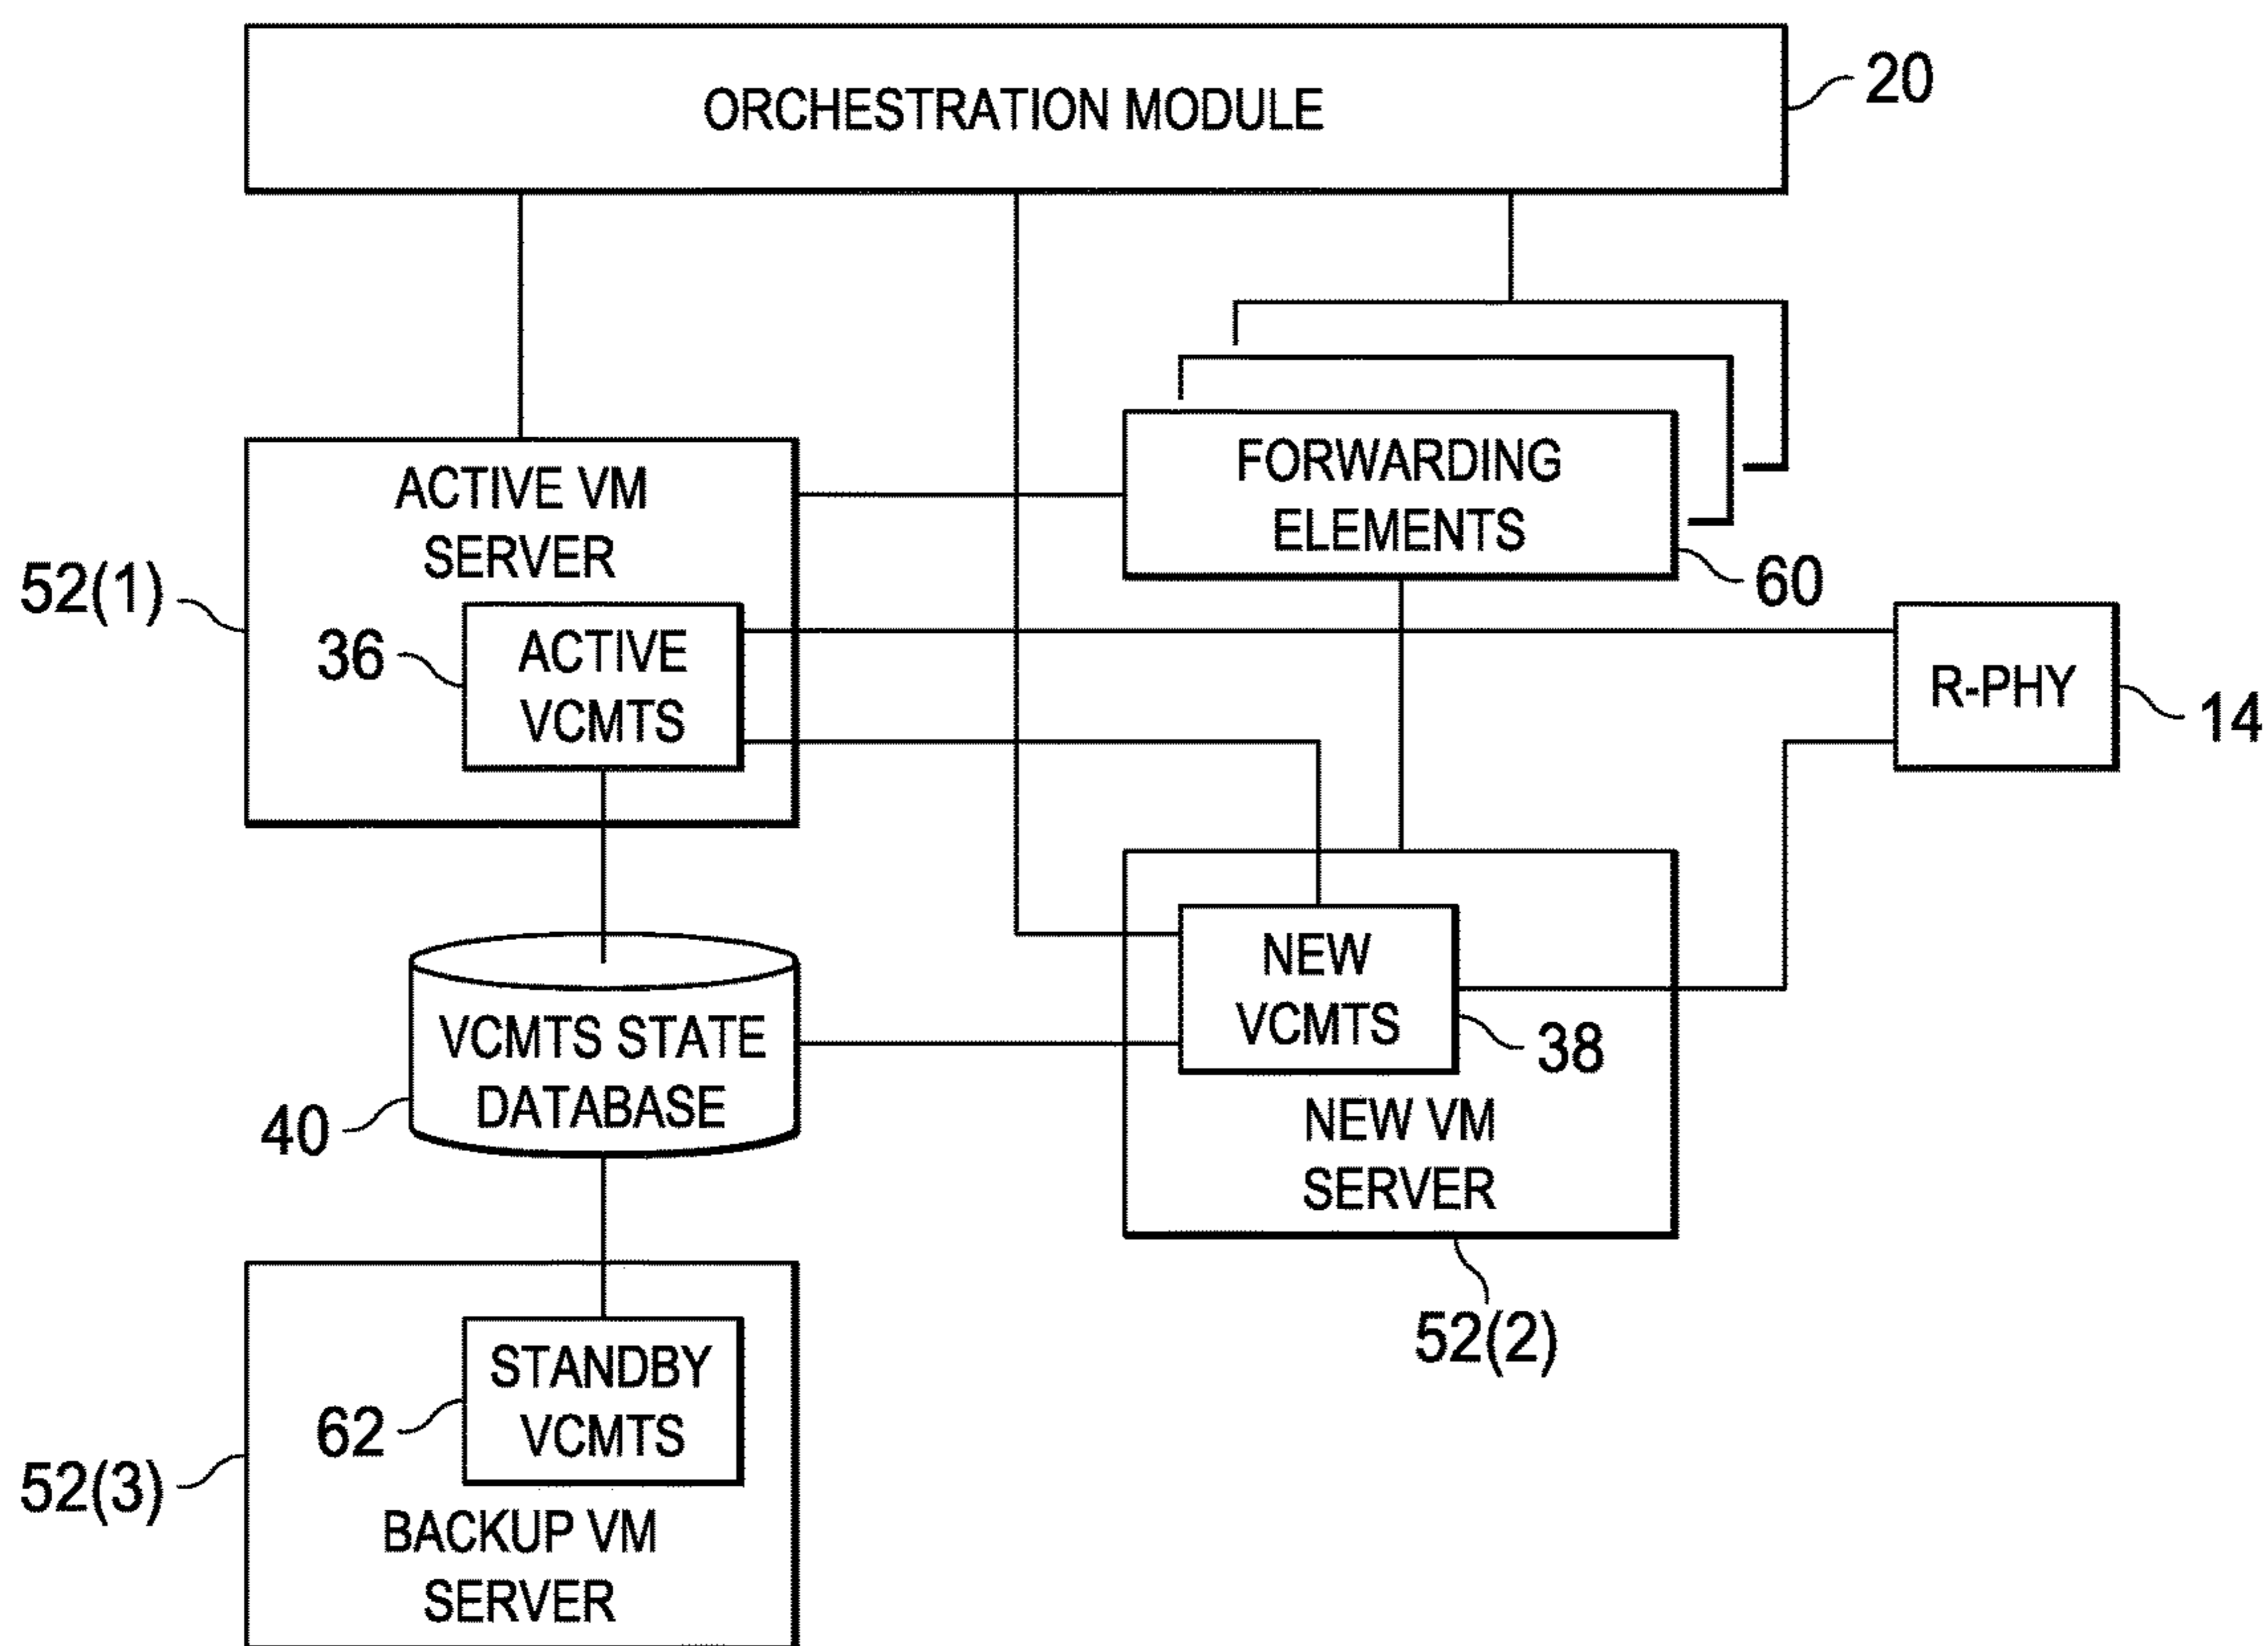 ORCHESTRATION MODULE
20
ACTIVE VM
SERVER
52(1)
36
ACTIVE
VCMTS
FORWARDING
ELEMENTS
60
R-PHY
14
VCMTS STATE
DATABASE
40
NEW
VCMTS
38
NEW VM
SERVER
52(2)
STANDBY
VCMTS
62
52(3)
BACKUP VM
SERVER